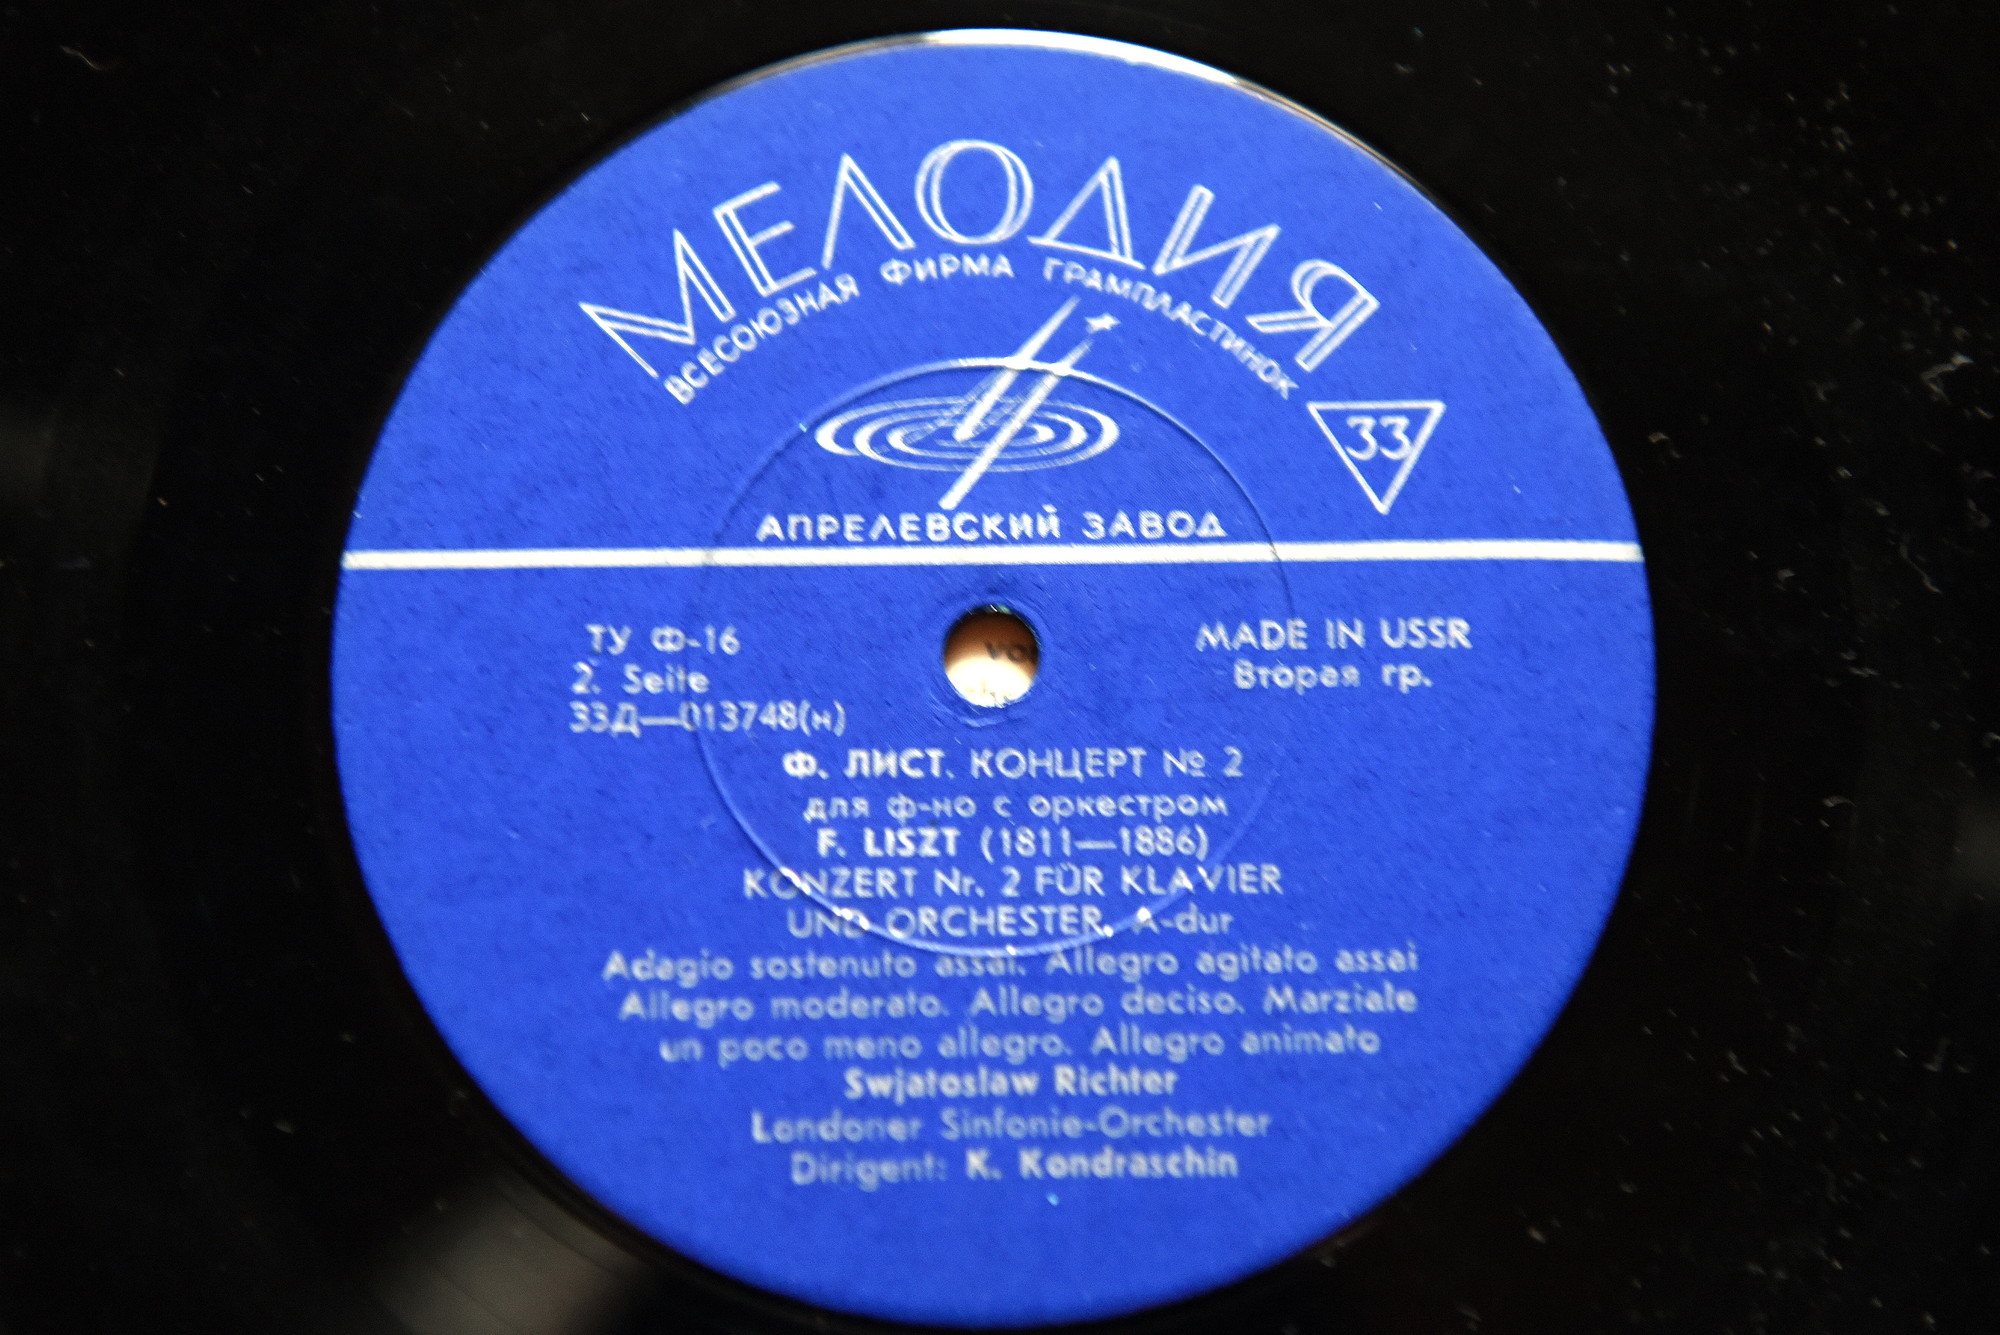 МЕЛОДИЯ
ВСЕСОЮЗНАЯ ФИРМА ГРАМПЛАСТИНОК
33
АПРЕЛЕВСКИЙ ЗАВОД
ТУ Ф-16
MADE IN USSR
2. Seite
Вторая гр.
33Д—013748(н)
Ф. ЛИСТ. КОНЦЕРТ № 2
для ф-но с оркестром
F. LISZT (1811—1886)
KONZERT Nr. 2 FÜR KLAVIER
UND ORCHESTER, A-dur
Adagio sostenuto assai. Allegro agitato assai
Allegro moderato. Allegro deciso. Marziale
un poco meno allegro. Allegro animato
Swjatoslaw Richter
Londoner Sinfonie-Orchester
Dirigent: K. Kondraschin